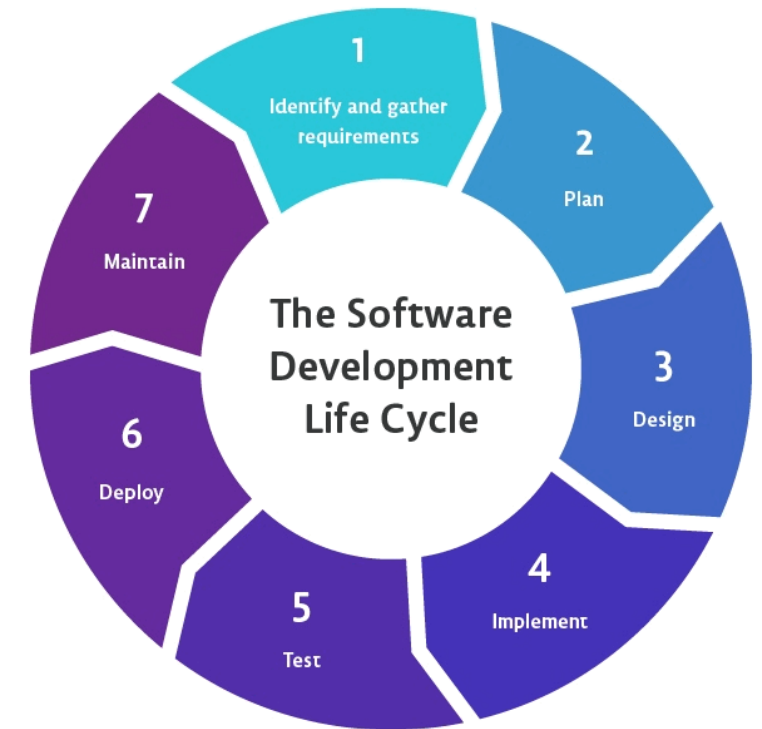 The Software
Development
Life Cycle
1
Identify and gather
requirements
2
Plan
3
Design
4
Implement
5
Test
6
Deploy
7
Maintain